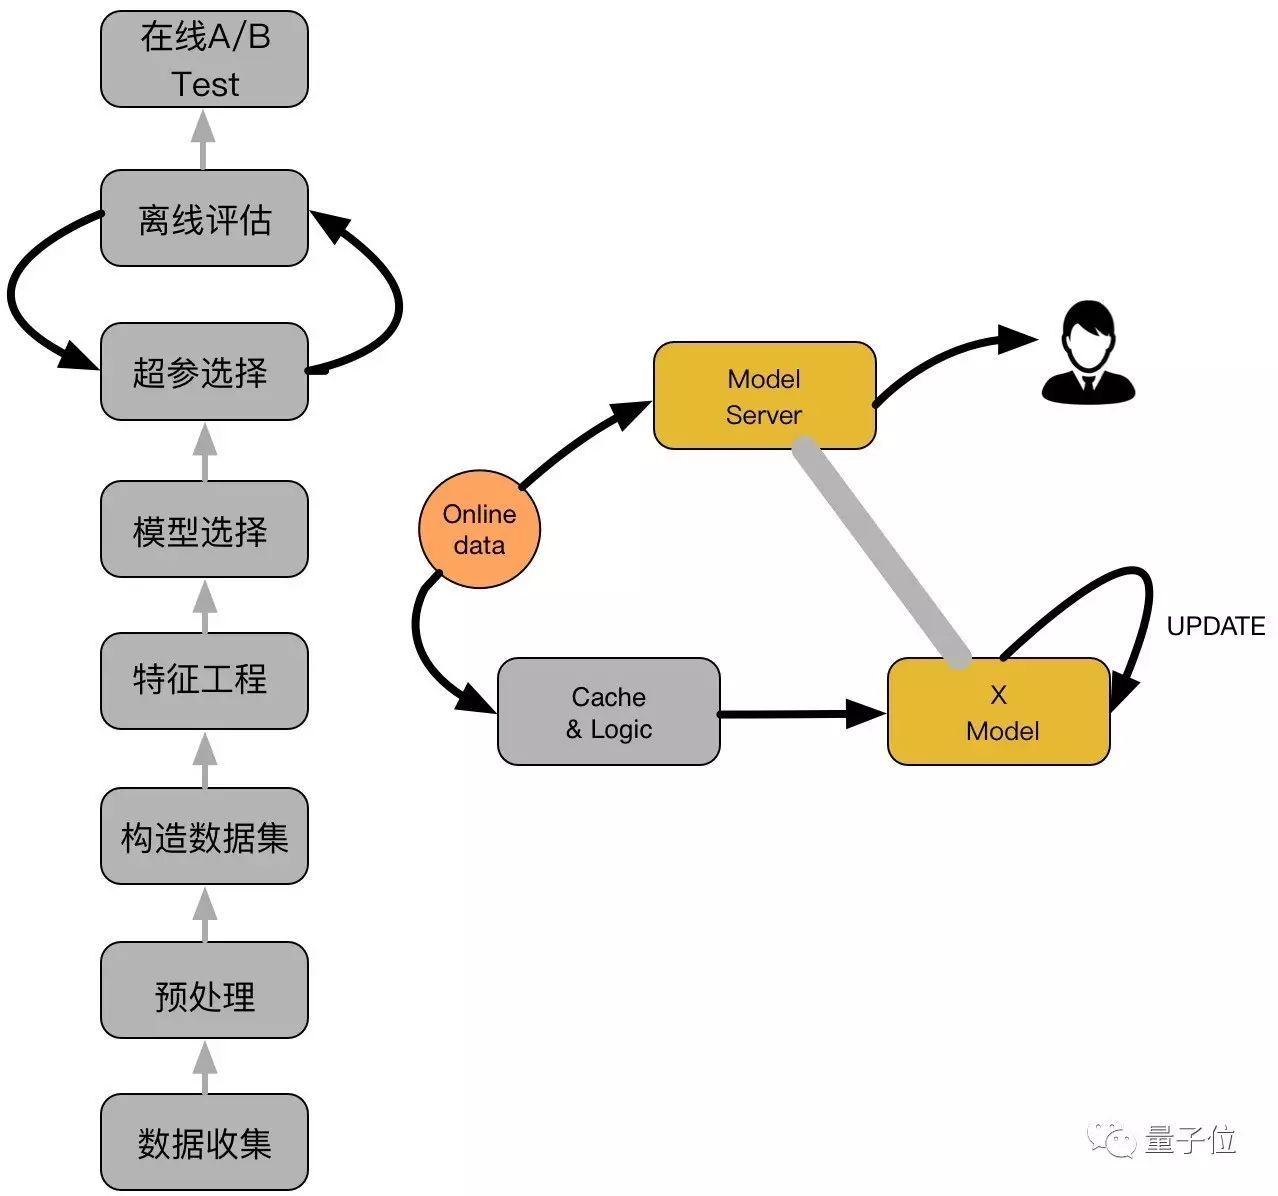 在线A/B
Test
离线评估
超参选择
模型选择
特征工程
构造数据集
预处理
数据收集
Model
Server
Online
data
Cache
& Logic
X
Model
UPDATE
量子位